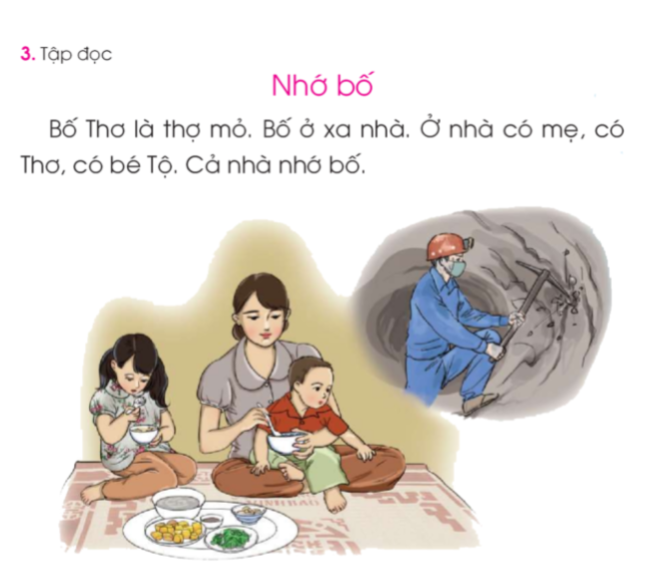 3. Tập đọc
Nhớ bố
Bố Thơ là thợ mỏ. Bố ở xa nhà. Ở nhà có mẹ, có
Thơ, có bé Tộ. Cả nhà nhớ bố.